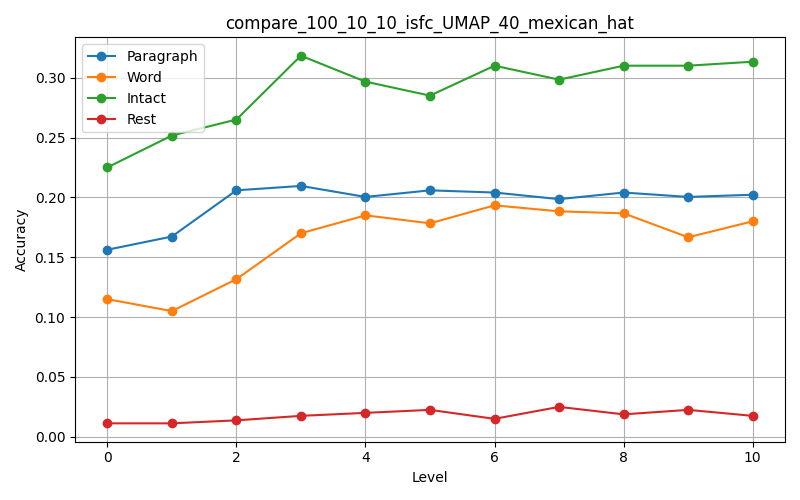 compare_100_10_10_isfc_UMAP_40_mexican_hat
Paragraph
Word
Intact
Rest
0.30
0.25
0.20
0.15
0.10
0.05
0.00
Accuracy
0 2 4 6 8 10
Level